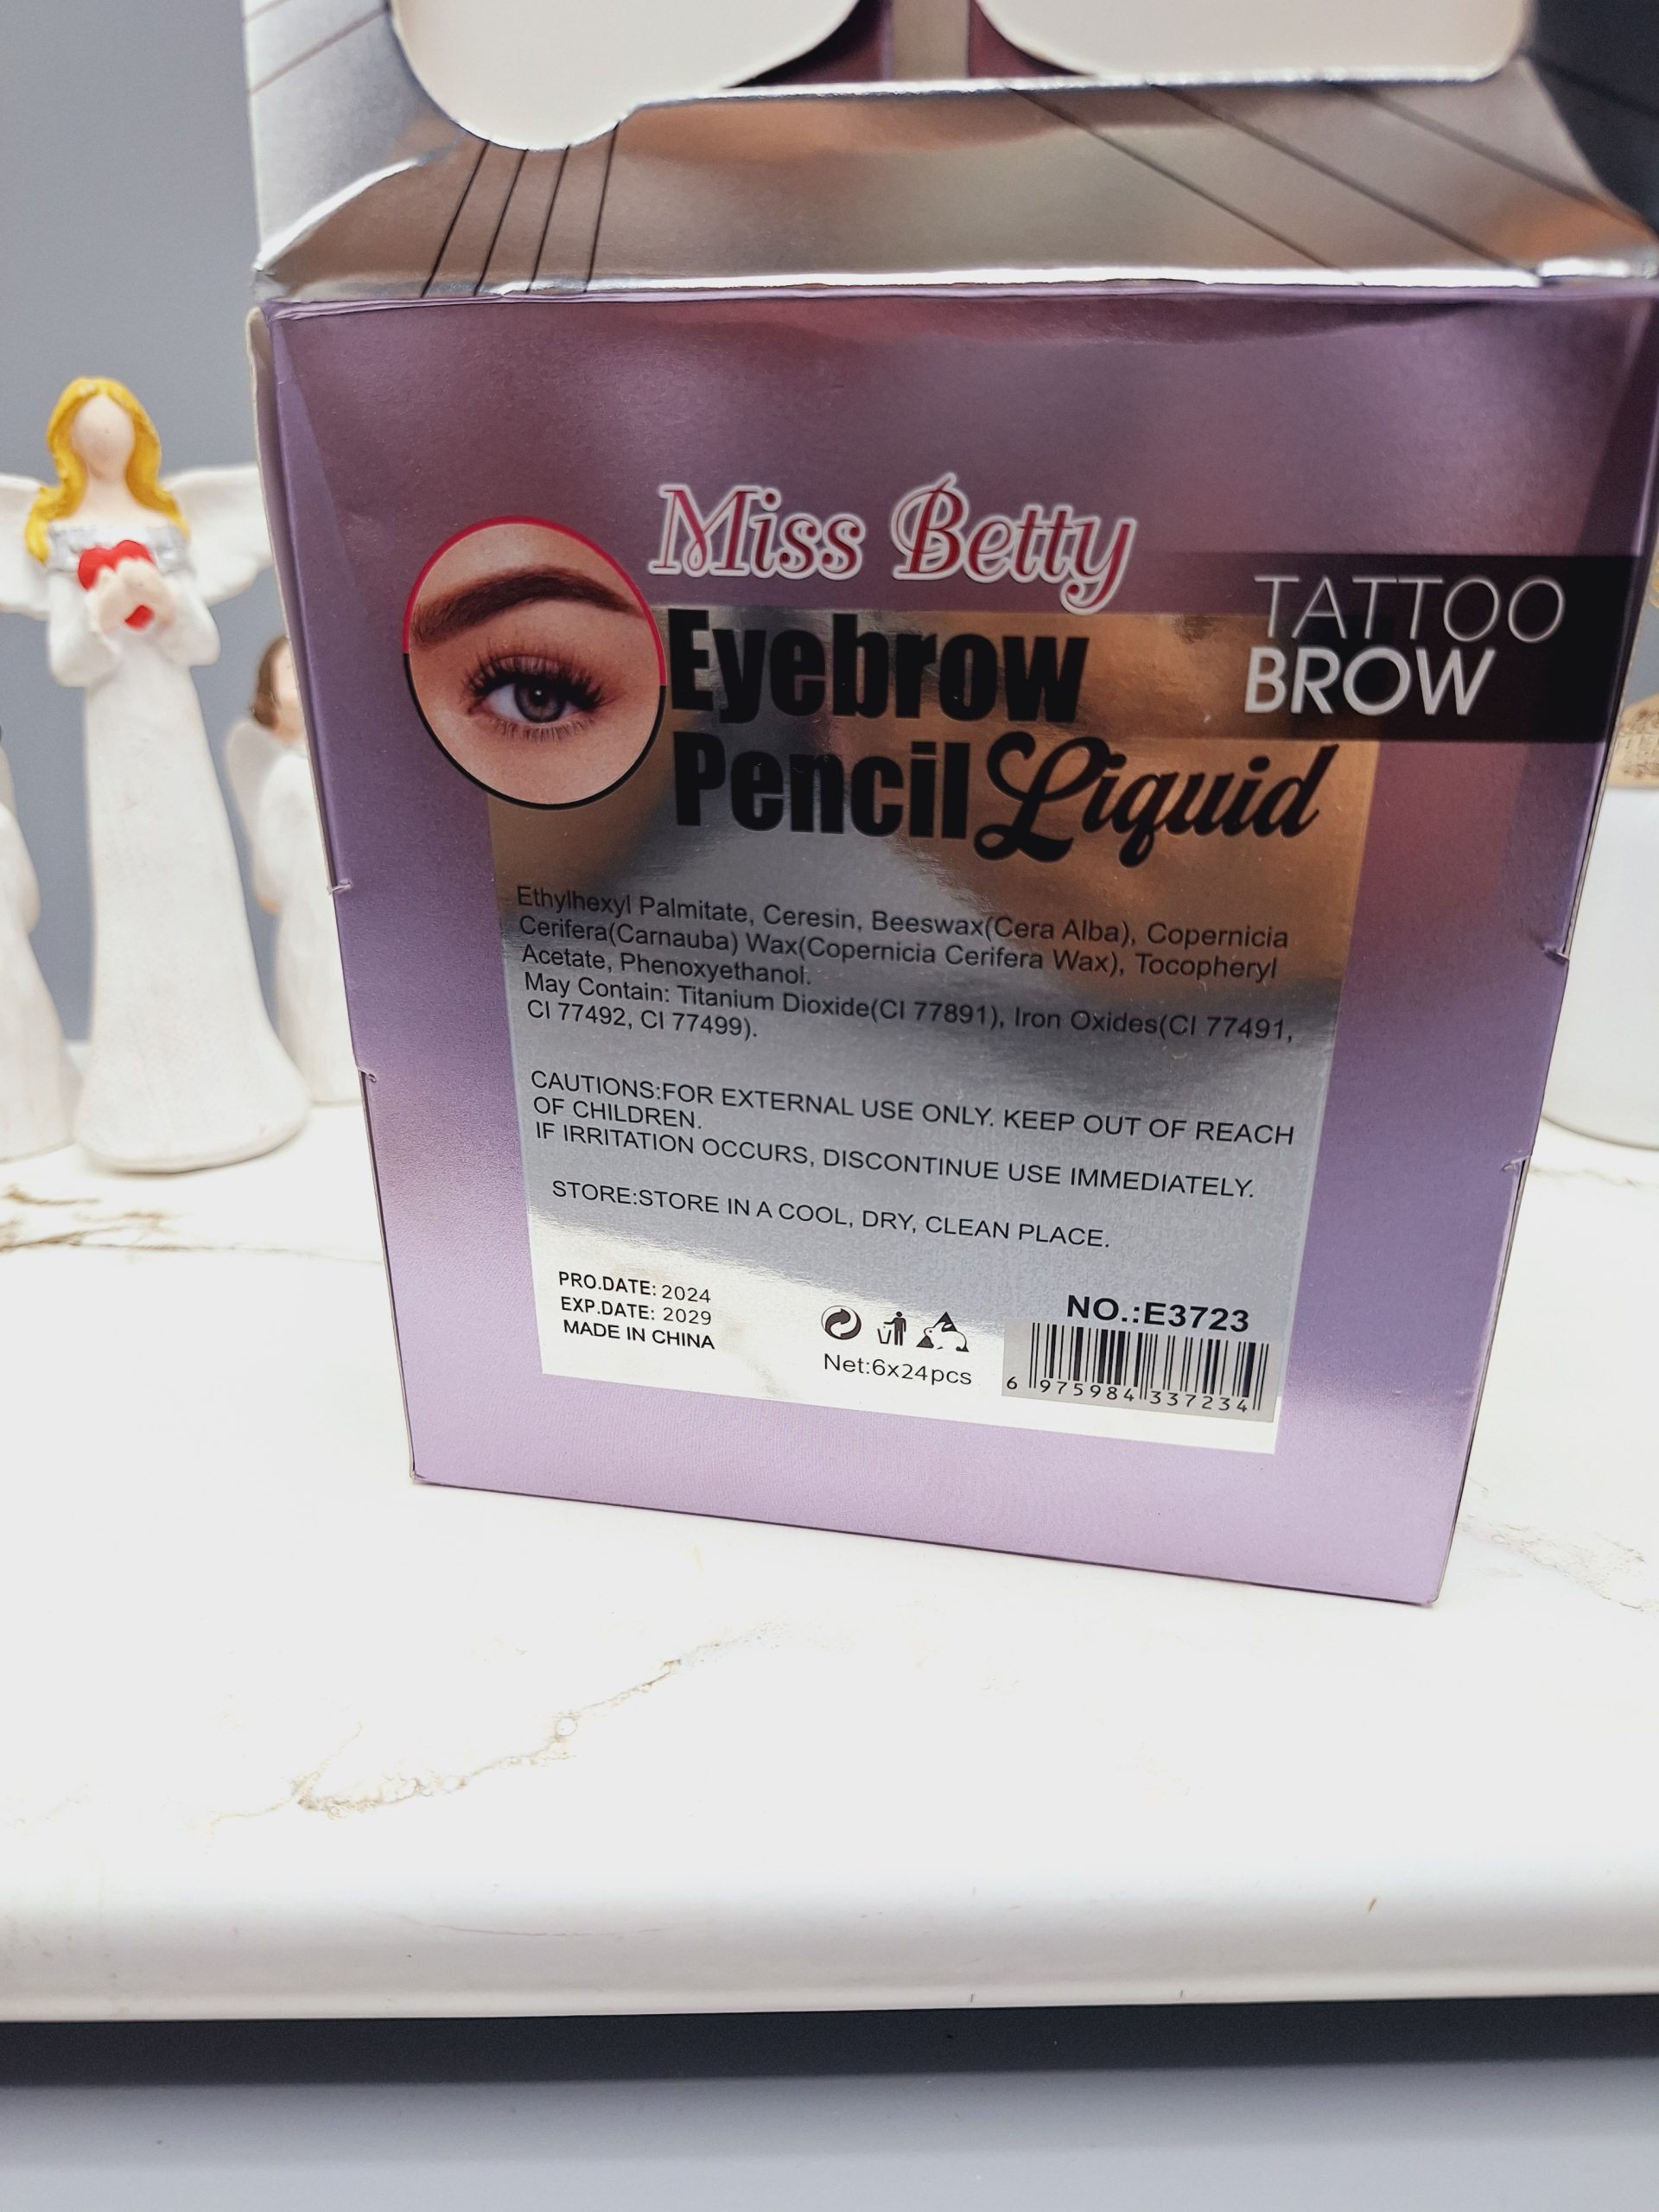 Miss Betty
TATTOO
BROW
Eyebrow
Pencil Liquid
Ethylhexyl Palmitate, Ceresin, Beeswax(Cera Alba), Copernicia
Cerifera(Carnauba) Wax(Copernicia Cerifera Wax), Tocopheryl
Acetate, Phenoxyethanol.
May Contain: Titanium Dioxide(CI 77891), Iron Oxides(CI 77491,
CI 77492, CI 77499).
CAUTIONS:FOR EXTERNAL USE ONLY. KEEP OUT OF REACH
OF CHILDREN.
IF IRRITATION OCCURS, DISCONTINUE USE IMMEDIATELY.
STORE:STORE IN A COOL, DRY, CLEAN PLACE.
PRO.DATE: 2024
EXP.DATE: 2029
MADE IN CHINA
Net:6x24pcs
NO.:E3723
6 975984 337234